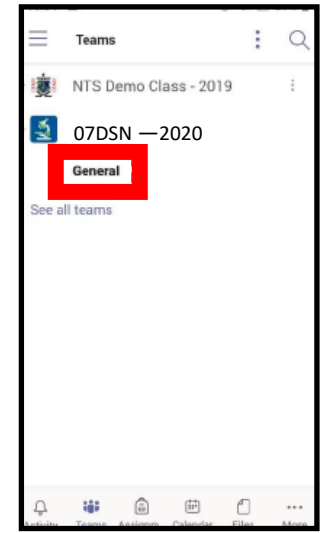 Teams
NTS Demo Class - 2019
07DSN —2020
General
See all teams
Activity Teams Assignm. Calendar Files More